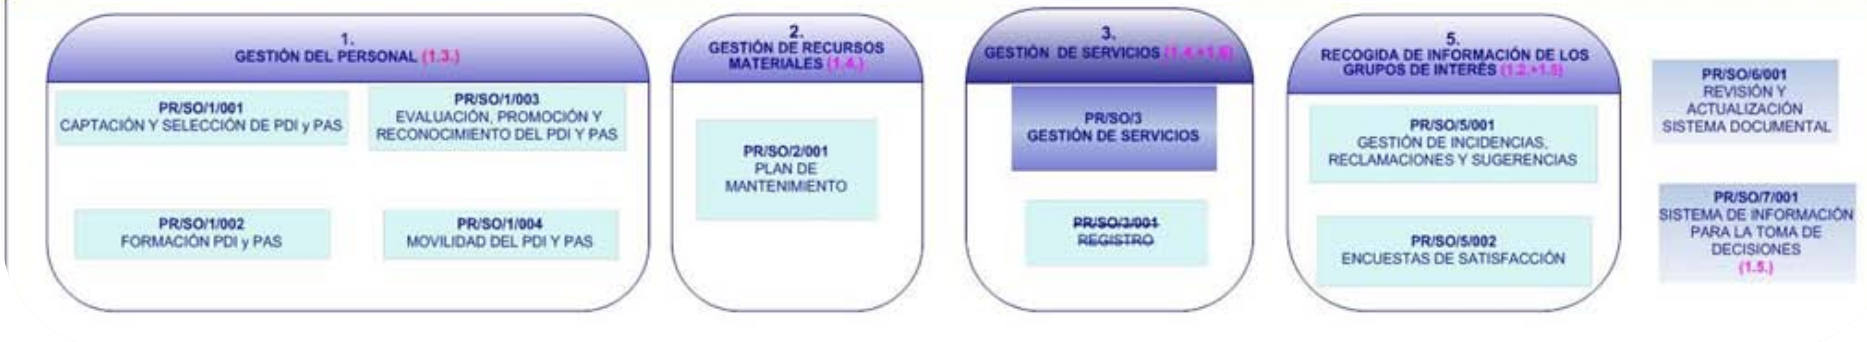 1.
GESTIÓN DEL PERSONAL (1.3.)
PR/SO/1/001
CAPTACIÓN Y SELECCIÓN DE PDI y PAS
PR/SO/1/003
EVALUACIÓN, PROMOCIÓN Y
RECONOCIMIENTO DEL PDI Y PAS
PR/SO/1/002
FORMACIÓN PDI y PAS
PR/SO/1/004
MOVILIDAD DEL PDI Y PAS
2.
GESTIÓN DE RECURSOS
MATERIALES (1.4.)
PR/SO/2/001
PLAN DE
MANTENIMIENTO
3.
GESTIÓN DE SERVICIOS
PR/SO/3
GESTIÓN DE SERVICIOS
PR/SO/3/001
REGISTRO
5.
RECOGIDA DE INFORMACIÓN DE LOS
GRUPOS DE INTERÉS
PR/SO/5/001
GESTIÓN DE INCIDENCIAS,
RECLAMACIONES Y SUGERENCIAS
PR/SO/5/002
ENCUESTAS DE SATISFACCIÓN
PR/SO/6/001
REVISIÓN Y
ACTUALIZACIÓN
SISTEMA DOCUMENTAL
PR/SO/7/001
SISTEMA DE INFORMACIÓN
PARA LA TOMA DE
DECISIONES
(1.5.)